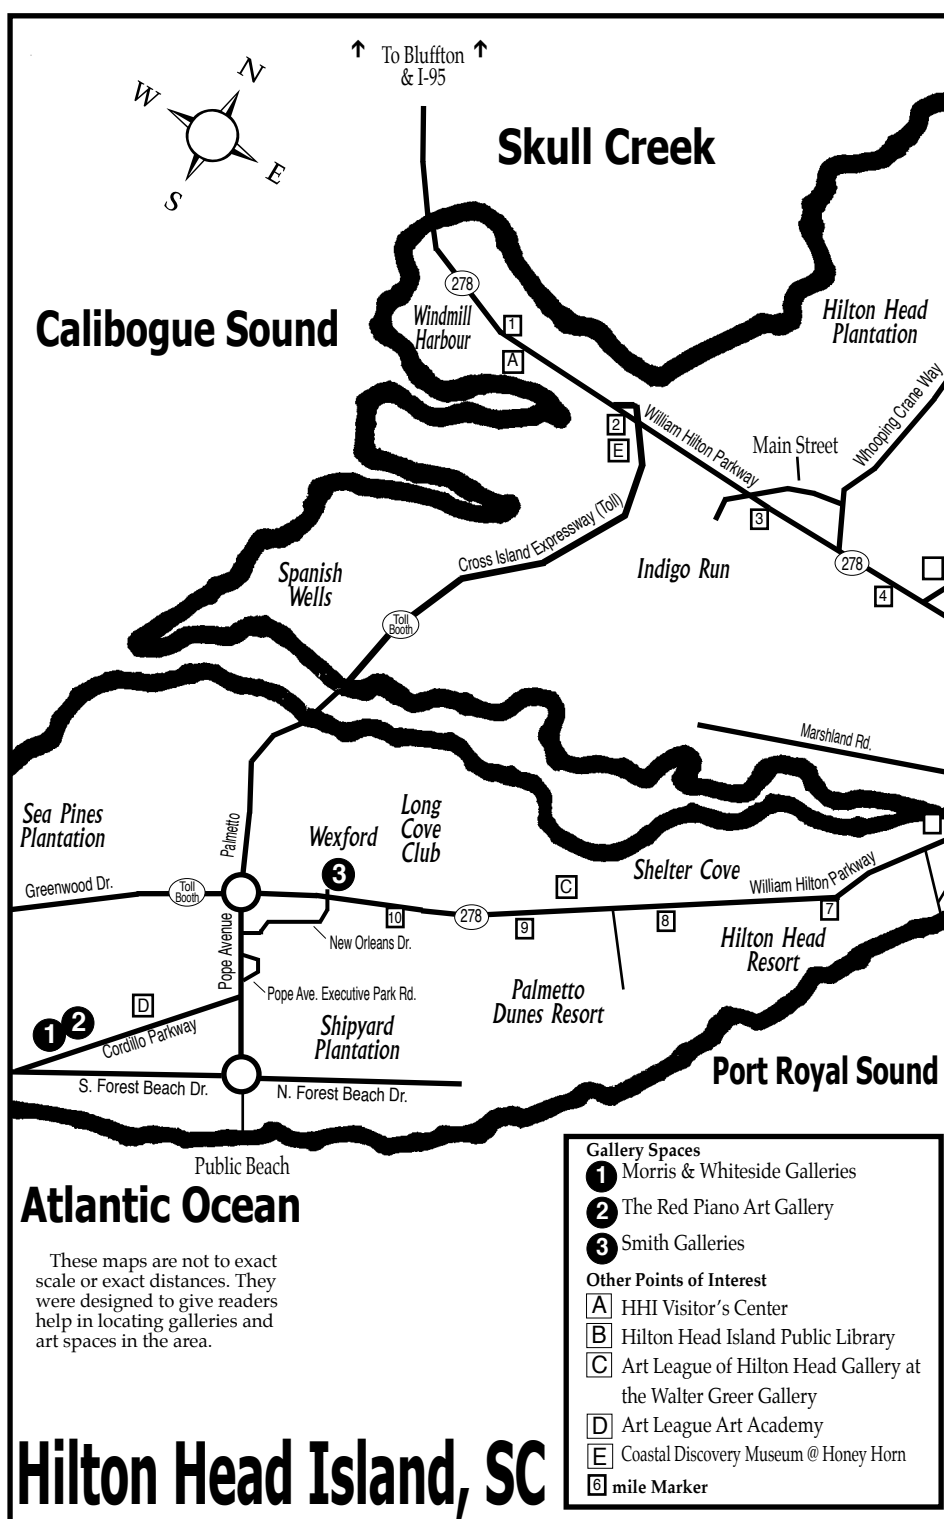 To Bluffton
& I-95
N
W
E
S
Skull Creek
278
Calibogue Sound
Windmill
Harbour
1
A
Hilton Head
Plantation
Whooping Crane Way
2
E
William Hilton Parkway
Main Street
3
Cross Island Expressway (Toll)
Spanish
Wells
Indigo Run
278
4
Toll
Booth
Marshland Rd.
Sea Pines
Plantation
Palmetto
Wexford
Long
Cove
Club
Shelter Cove
William Hilton Parkway
Greenwood Dr.
Toll
Booth
3
C
10
278
9
8
7
New Orleans Dr.
Pope Avenue
Hilton Head
Resort
Pope Ave. Executive Park Rd.
Palmetto
Dunes Resort
D
1
2
Cordillo Parkway
Shipyard
Plantation
S. Forest Beach Dr.
N. Forest Beach Dr.
Port Royal Sound
Public Beach
Atlantic Ocean
These maps are not to exact
scale or exact distances. They
were designed to give readers
help in locating galleries and
art spaces in the area.
Gallery Spaces
1 Morris & Whiteside Galleries
2 The Red Piano Art Gallery
3 Smith Galleries
Other Points of Interest
A HHI Visitor's Center
B Hilton Head Island Public Library
C Art League of Hilton Head Gallery at
the Walter Greer Gallery
D Art League Art Academy
E Coastal Discovery Museum @ Honey Horn
6 mile Marker
Hilton Head Island, SC